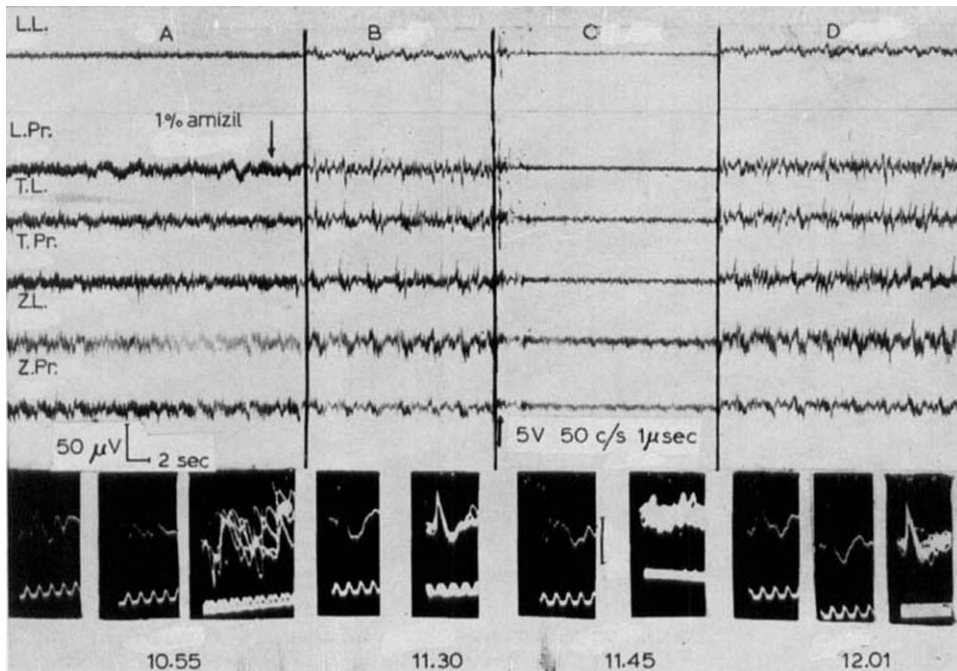 L.L. A B C D
1% amizil
L.Pr.
T.L.
T.Pr.
Z.L.
Z.Pr.
50 μV 2 sec
5V 50 c/s 1μsec
10.55 11.30 11.45 12.01